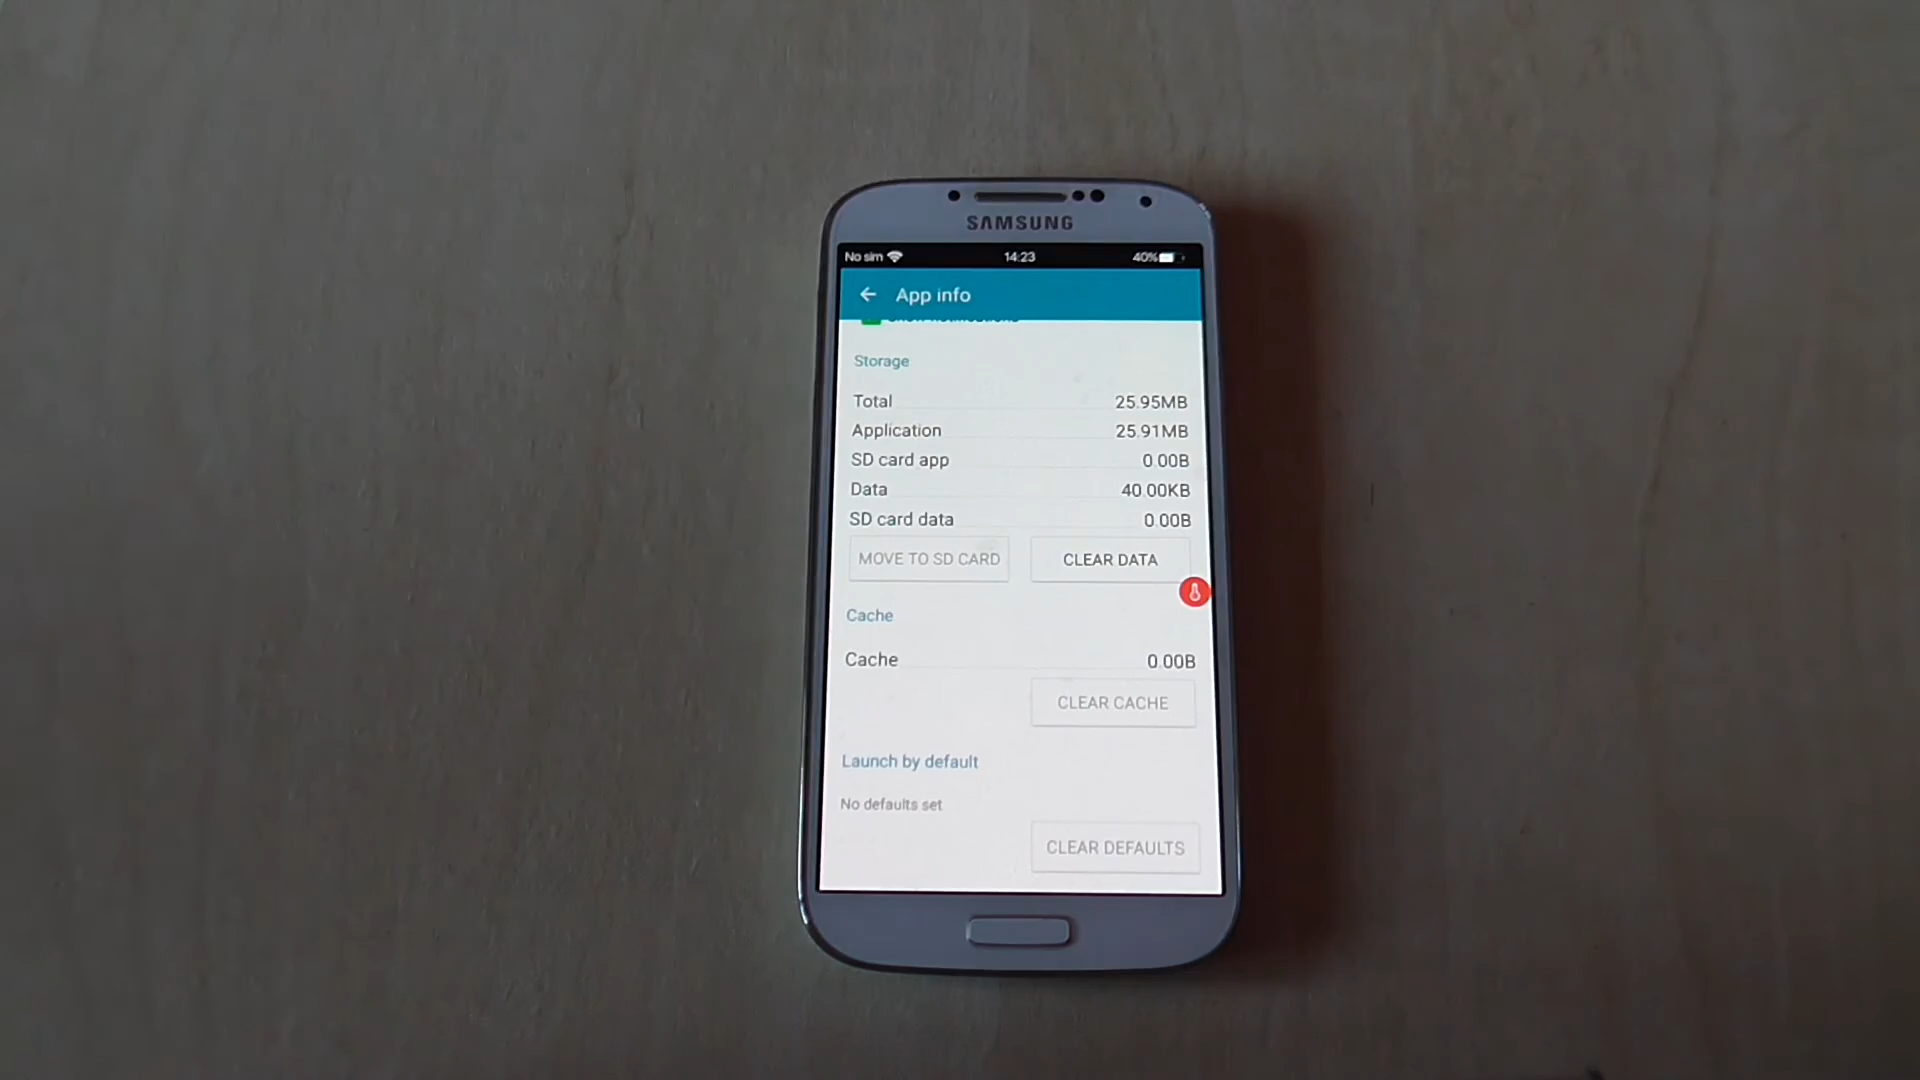 SAMSUNG
No sim 14:23 40%
App info
Show notifications
Storage
Total 25.95MB
Application 25.91MB
SD card app 0.00B
Data 40.00KB
SD card data 0.00B
MOVE TO SD CARD CLEAR DATA
Cache
Cache 0.00B
CLEAR CACHE
Launch by default
No defaults set
CLEAR DEFAULTS